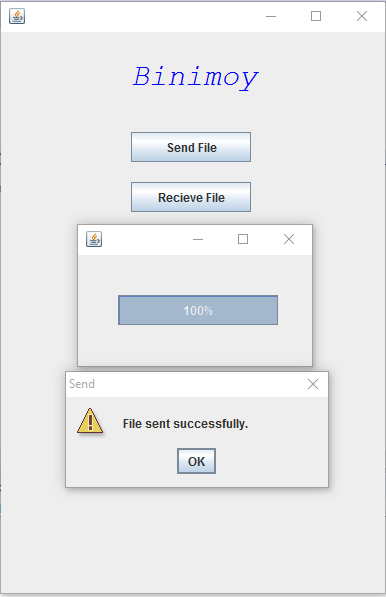 Binimoy
Send File
Recieve File
100%
Send
File sent successfully.
OK